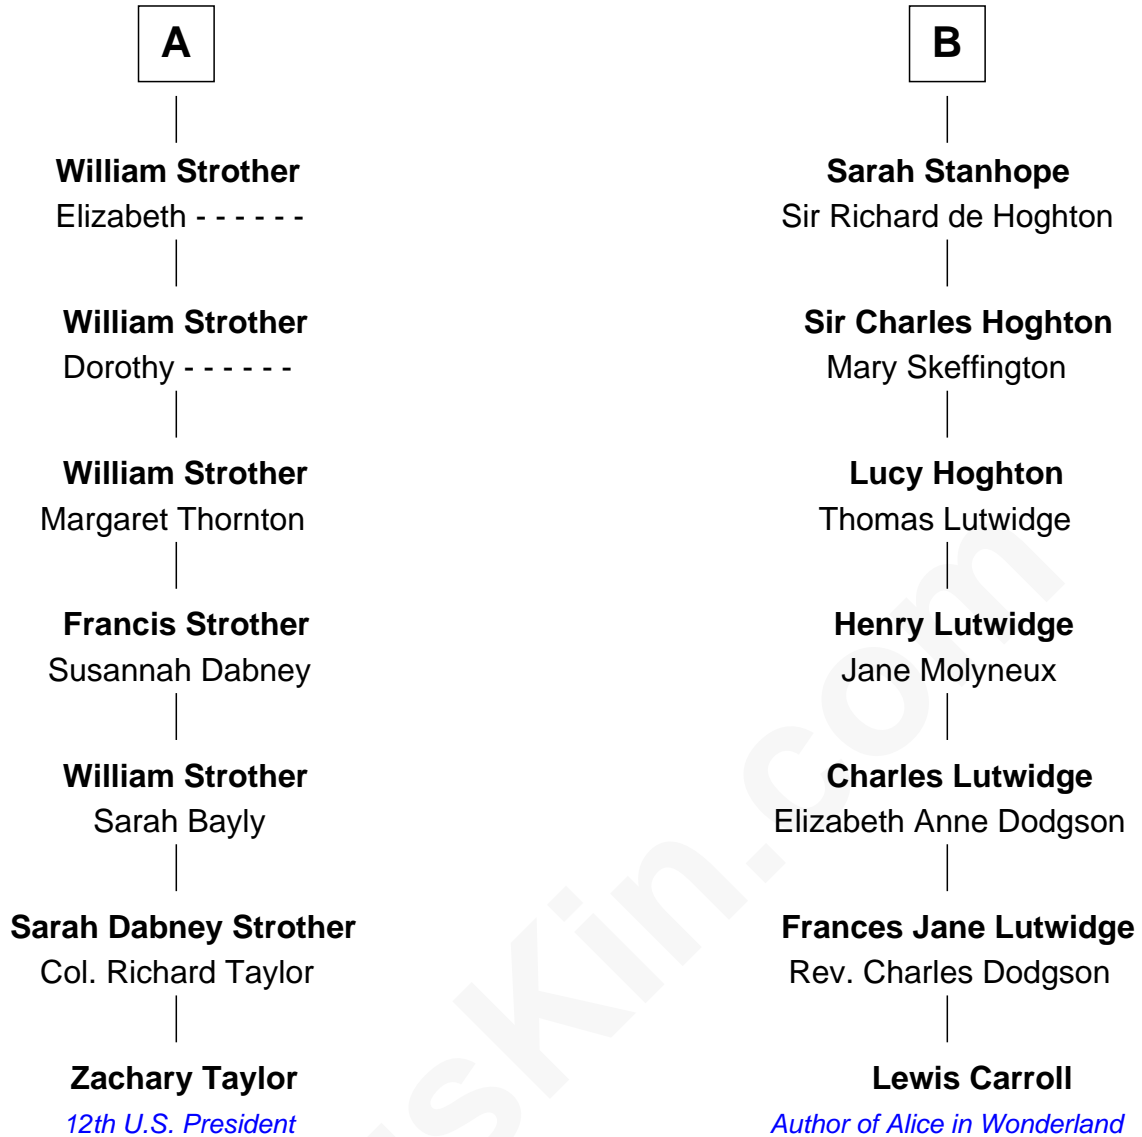 A
B
William Strother
Elizabeth - - - - - -
Sarah Stanhope
Sir Richard de Hoghton
William Strother
Dorothy - - - - - -
Sir Charles Hoghton
Mary Skeffington
William Strother
Margaret Thornton
Lucy Hoghton
Thomas Lutwidge
Francis Strother
Susannah Dabney
Henry Lutwidge
Jane Molyneux
William Strother
Sarah Bayly
Charles Lutwidge
Elizabeth Anne Dodgson
Sarah Dabney Strother
Col. Richard Taylor
Frances Jane Lutwidge
Rev. Charles Dodgson
Zachary Taylor
12th U.S. President
Lewis Carroll
Author of Alice in Wonderland
sKin.com